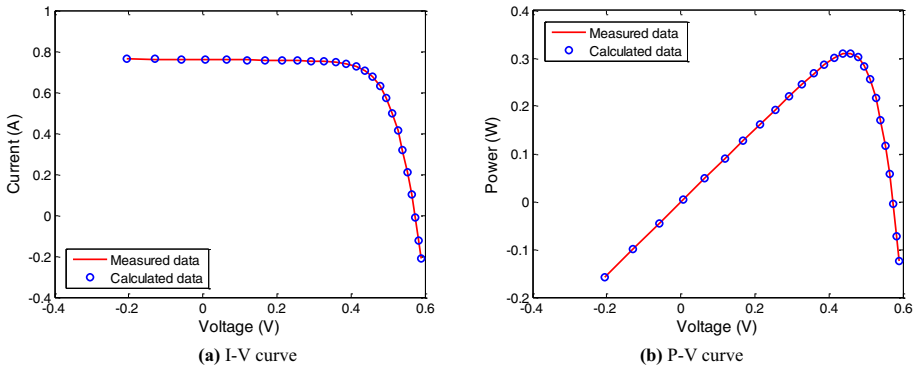 1
0.8
0.6
0.4
0.2
0
-0.2
-0.4
-0.4
-0.2
0
0.2
0.4
0.6
Current (A)
Voltage (V)
Measured data
Calculated data
(a) I-V curve
0.4
0.3
0.2
0.1
0
-0.1
-0.2
-0.4
-0.2
0
0.2
0.4
0.6
Power (W)
Voltage (V)
Measured data
Calculated data
(b) P-V curve